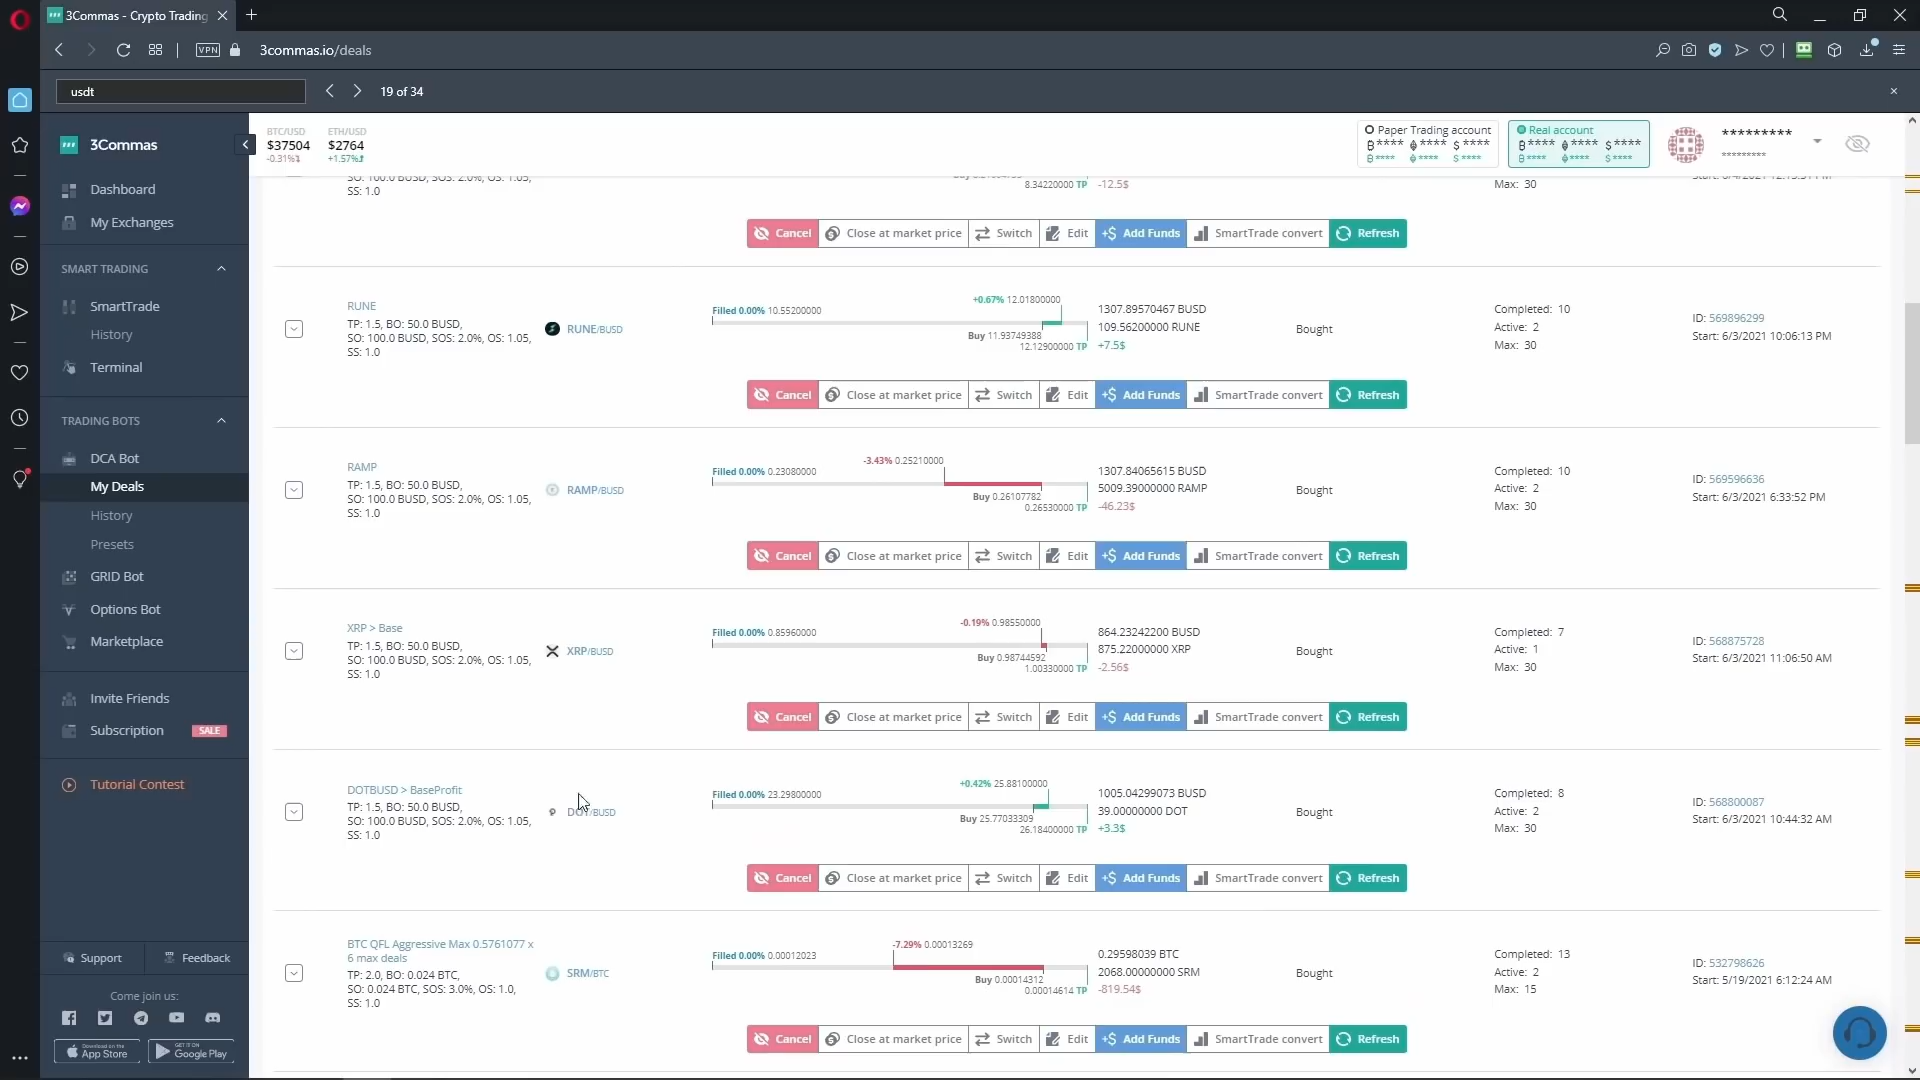 3Commas - Crypto Trading
VPN
3commas.io/deals
usdt
19 of 34
3Commas
Dashboard
My Exchanges
SMART TRADING
SmartTrade
History
Terminal
TRADING BOTS
DCA Bot
My Deals
History
Presets
GRID Bot
Options Bot
Marketplace
Invite Friends
Subscription SALE
Tutorial Contest
Support Feedback
Come join us:
Download on the App Store
GET IT ON Google Play
BTC/USD ETH/USD
$37504 $2764
-0.31% +1.57%
Paper Trading account
₿**** **** $****
₿**** **** $****
Real account
₿**** **** $****
₿**** **** $****
*********
*********
SO: 100.0 BUSD, SOS: 2.0%, OS: 1.05,
SS: 1.0
8.34220000 TP
-12.5$
Max: 30
Cancel Close at market price Switch Edit +$ Add Funds SmartTrade convert Refresh
RUNE
TP: 1.5, BO: 50.0 BUSD,
SO: 100.0 BUSD, SOS: 2.0%, OS: 1.05,
SS: 1.0
RUNE/BUSD
+0.67% 12.01800000
Filled 0.00% 10.55200000
Buy 11.93749388
12.12900000 TP
1307.89570467 BUSD
109.56200000 RUNE
+7.5$
Bought
Completed: 10
Active: 2
Max: 30
ID: 569896299
Start: 6/3/2021 10:06:13 PM
Cancel Close at market price Switch Edit +$ Add Funds SmartTrade convert Refresh
RAMP
TP: 1.5, BO: 50.0 BUSD,
SO: 100.0 BUSD, SOS: 2.0%, OS: 1.05,
SS: 1.0
RAMP/BUSD
-3.43% 0.25210000
Filled 0.00% 0.23080000
Buy 0.26107782
0.26530000 TP
1307.84065615 BUSD
5009.39000000 RAMP
-46.23$
Bought
Completed: 10
Active: 2
Max: 30
ID: 569596636
Start: 6/3/2021 6:33:52 PM
Cancel Close at market price Switch Edit +$ Add Funds SmartTrade convert Refresh
XRP > Base
TP: 1.5, BO: 50.0 BUSD,
SO: 100.0 BUSD, SOS: 2.0%, OS: 1.05,
SS: 1.0
XRP/BUSD
-0.19% 0.98550000
Filled 0.00% 0.85960000
Buy 0.98744592
1.00330000 TP
864.23242200 BUSD
875.22000000 XRP
-2.56$
Bought
Completed: 7
Active: 1
Max: 30
ID: 568875728
Start: 6/3/2021 11:06:50 AM
Cancel Close at market price Switch Edit +$ Add Funds SmartTrade convert Refresh
DOTBUSD > BaseProfit
TP: 1.5, BO: 50.0 BUSD,
SO: 100.0 BUSD, SOS: 2.0%, OS: 1.05,
SS: 1.0
DOT/BUSD
+0.42% 25.88100000
Filled 0.00% 23.29800000
Buy 25.77033309
26.18400000 TP
1005.04299073 BUSD
39.00000000 DOT
+3.3$
Bought
Completed: 8
Active: 2
Max: 30
ID: 568800087
Start: 6/3/2021 10:44:32 AM
Cancel Close at market price Switch Edit +$ Add Funds SmartTrade convert Refresh
BTC QFL Aggressive Max 0.5761077 x
6 max deals
TP: 2.0, BO: 0.024 BTC,
SO: 0.024 BTC, SOS: 3.0%, OS: 1.0,
SS: 1.0
SRM/BTC
-7.29% 0.00013269
Filled 0.00% 0.00012023
Buy 0.00014312
0.00014614 TP
0.29598039 BTC
2068.00000000 SRM
-819.54$
Bought
Completed: 13
Active: 2
Max: 15
ID: 532798626
Start: 5/19/2021 6:12:24 AM
Cancel Close at market price Switch Edit +$ Add Funds SmartTrade convert Refresh